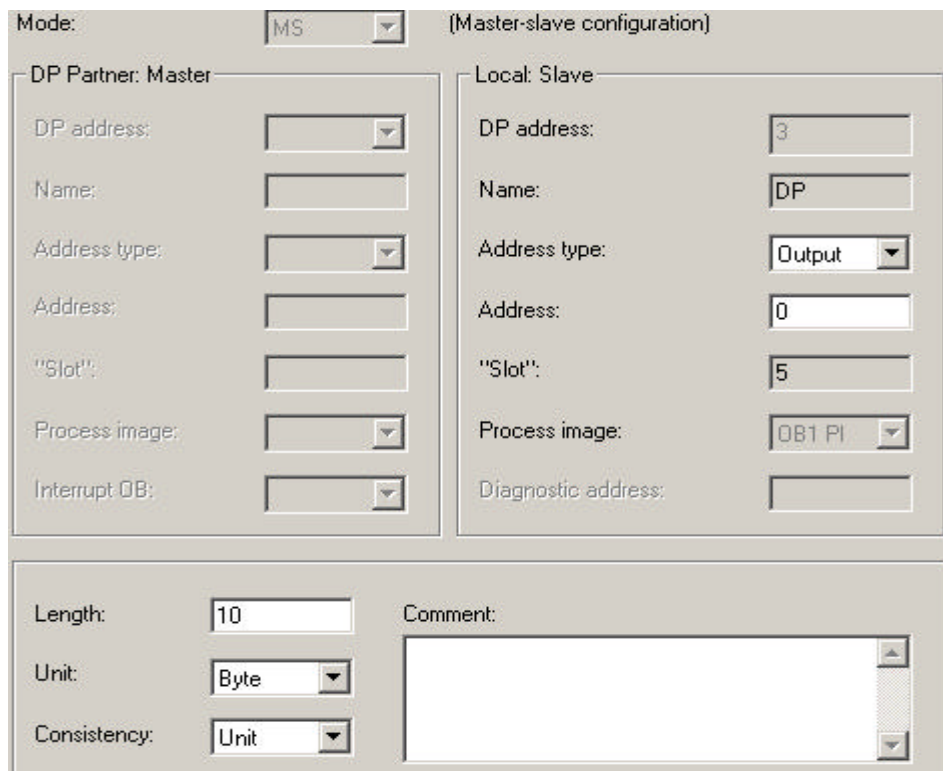 Mode: MS (Master-slave configuration)
DP Partner: Master
DP address:
Name:
Address type:
Address:
"Slot":
Process image:
Interrupt OB:
Local: Slave
DP address: 3
Name: DP
Address type: Output
Address: 0
"Slot": 5
Process image: OB1 PI
Diagnostic address:
Length: 10
Unit: Byte
Consistency: Unit
Comment: